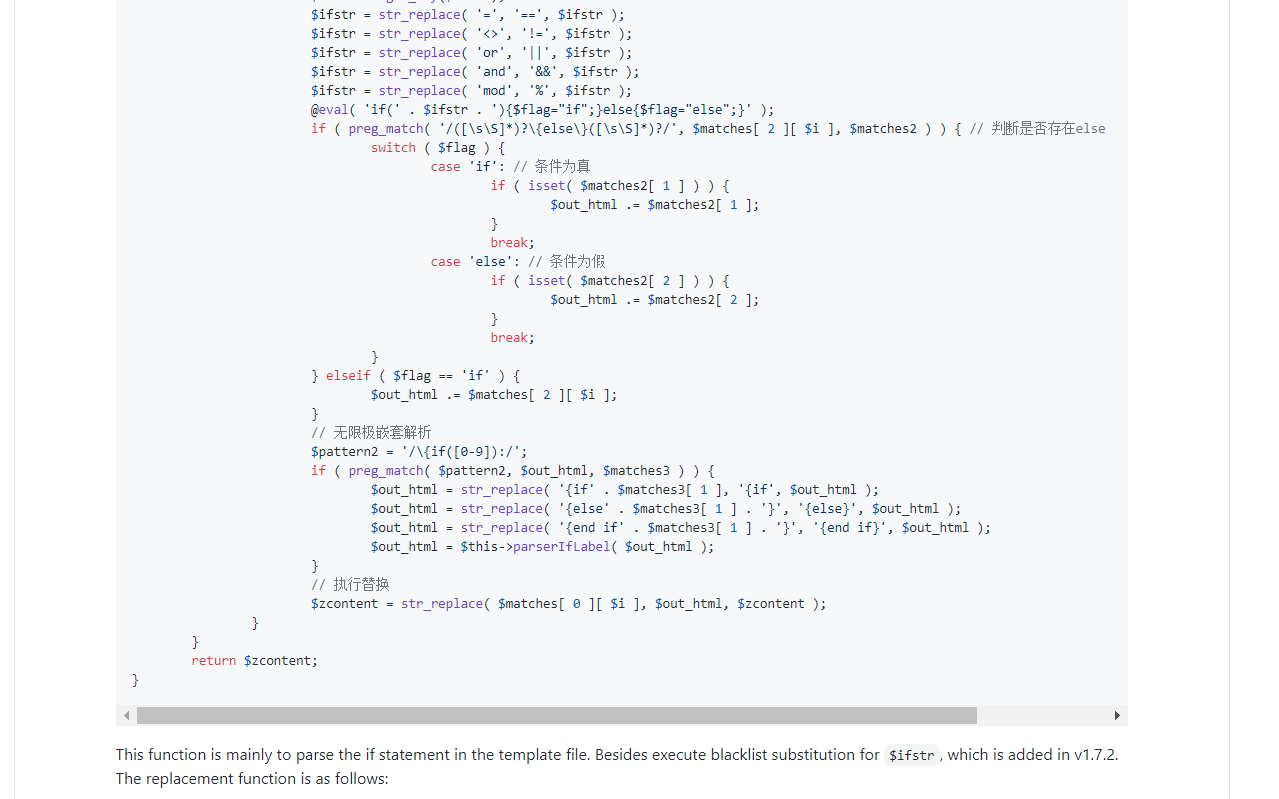 $ifstr = str_replace( '=', '==', $ifstr );
$ifstr = str_replace( '<>', '!=', $ifstr );
$ifstr = str_replace( 'or', '||', $ifstr );
$ifstr = str_replace( 'and', '&&', $ifstr );
$ifstr = str_replace( 'mod', '%', $ifstr );
@eval( 'if(' . $ifstr . '){$flag="if";}else{$flag="else";}' );
if ( preg_match( '/([\s\S]*)?\{else\}([\s\S]*)?/', $matches[ 2 ][ $i ], $matches2 ) ) { // 判断是否存在else
switch ( $flag ) {
case 'if': // 条件为真
if ( isset( $matches2[ 1 ] ) ) {
$out_html .= $matches2[ 1 ];
}
break;
case 'else': // 条件为假
if ( isset( $matches2[ 2 ] ) ) {
$out_html .= $matches2[ 2 ];
}
break;
}
} elseif ( $flag == 'if' ) {
$out_html .= $matches[ 2 ][ $i ];
}
// 无限极嵌套解析
$pattern2 = '/\{if([0-9]):/';
if ( preg_match( $pattern2, $out_html, $matches3 ) ) {
$out_html = str_replace( '{if' . $matches3[ 1 ], '{if', $out_html );
$out_html = str_replace( '{else' . $matches3[ 1 ] . '}', '{else}', $out_html );
$out_html = str_replace( '{end if' . $matches3[ 1 ] . '}', '{end if}', $out_html );
$out_html = $this->parserIfLabel( $out_html );
}
// 执行替换
$zcontent = str_replace( $matches[ 0 ][ $i ], $out_html, $zcontent );
}
}
return $zcontent;
}
This function is mainly to parse the if statement in the template file. Besides execute blacklist substitution for $ifstr, which is added in v1.7.2.
The replacement function is as follows: